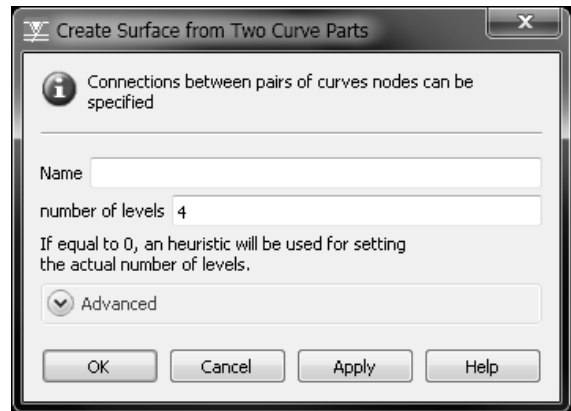 Create Surface from Two Curve Parts
Connections between pairs of curves nodes can be
specified
Name
number of levels 4
If equal to 0, an heuristic will be used for setting
the actual number of levels.
Advanced
OK Cancel Apply Help